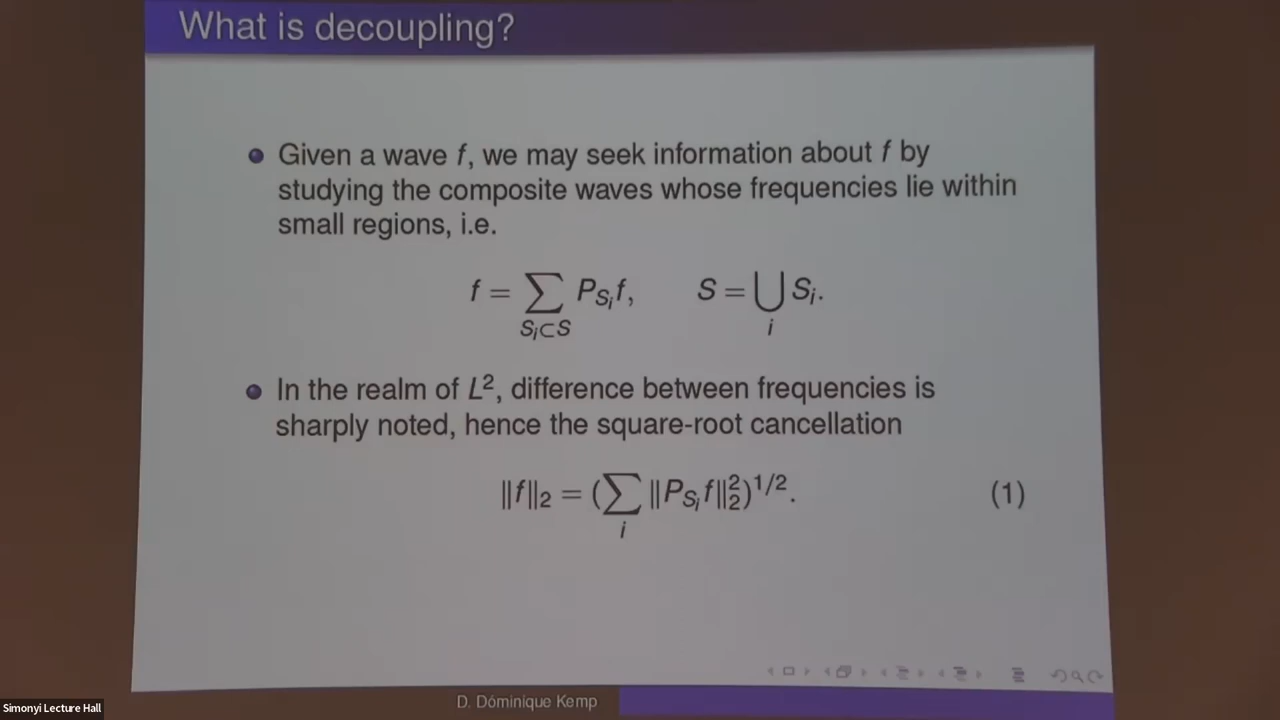 What is decoupling?
Given a wave f, we may seek information about f by
studying the composite waves whose frequencies lie within
small regions, i.e.
f = ∑_{S_i⊂S} P_{S_i}f, S = ⋃_i S_i.
In the realm of L², difference between frequencies is
sharply noted, hence the square-root cancellation
‖f‖₂ = (∑_i ‖P_{S_i}f‖₂²)^{1/2}. (1)
D. Dóminique Kemp
Simonyi Lecture Hall